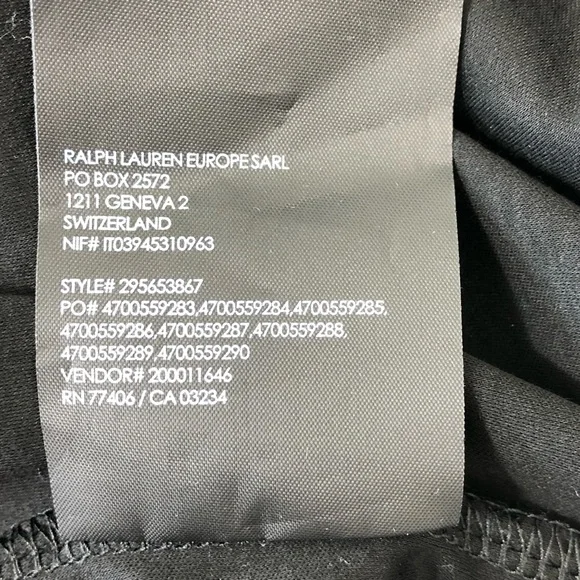 RALPH LAUREN EUROPE SARL
PO BOX 2572
1211 GENEVA 2
SWITZERLAND
NIF# IT03945310963
STYLE# 295653867
PO# 4700559283,4700559284,4700559285,
4700559286,4700559287,4700559288,
4700559289,4700559290
VENDOR# 200011646
RN 77406 / CA 03234